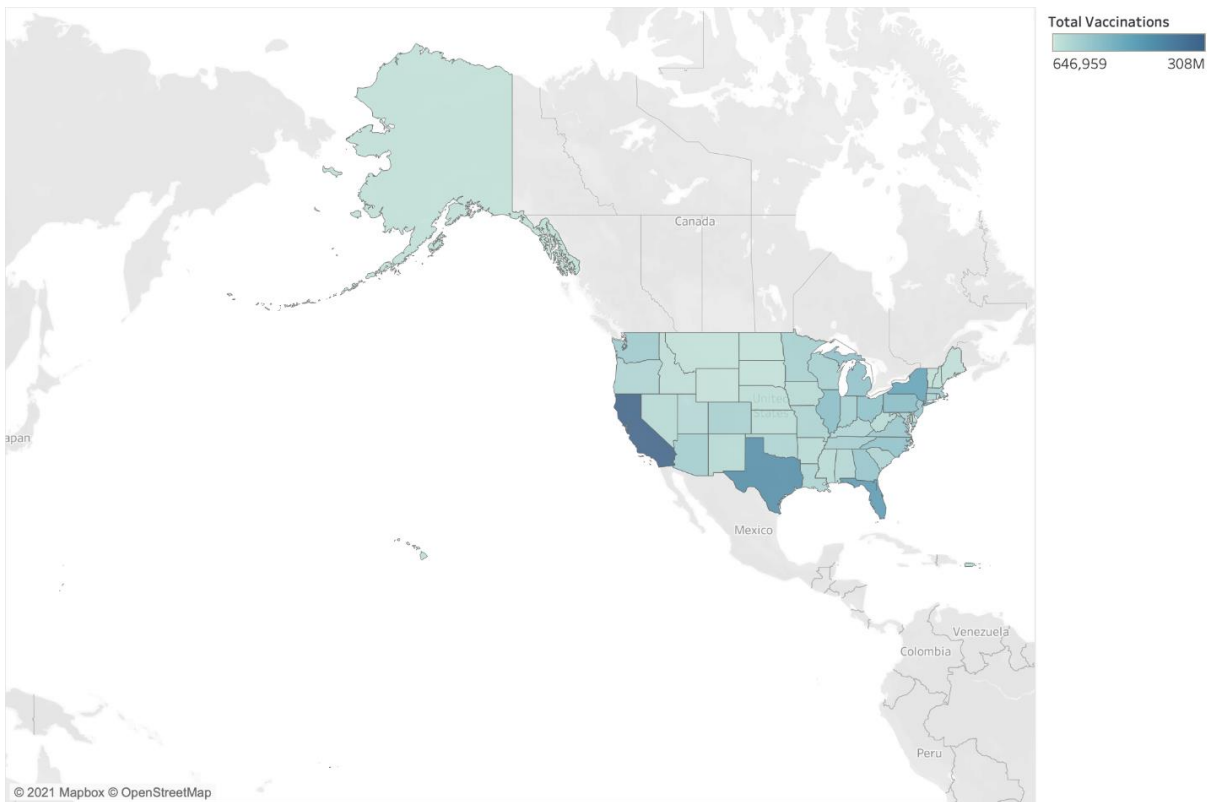 Total Vaccinations
646,959 308M
Canada
United
States
apan
Mexico
Venezuela
Colombia
Peru
© 2021 Mapbox © OpenStreetMap